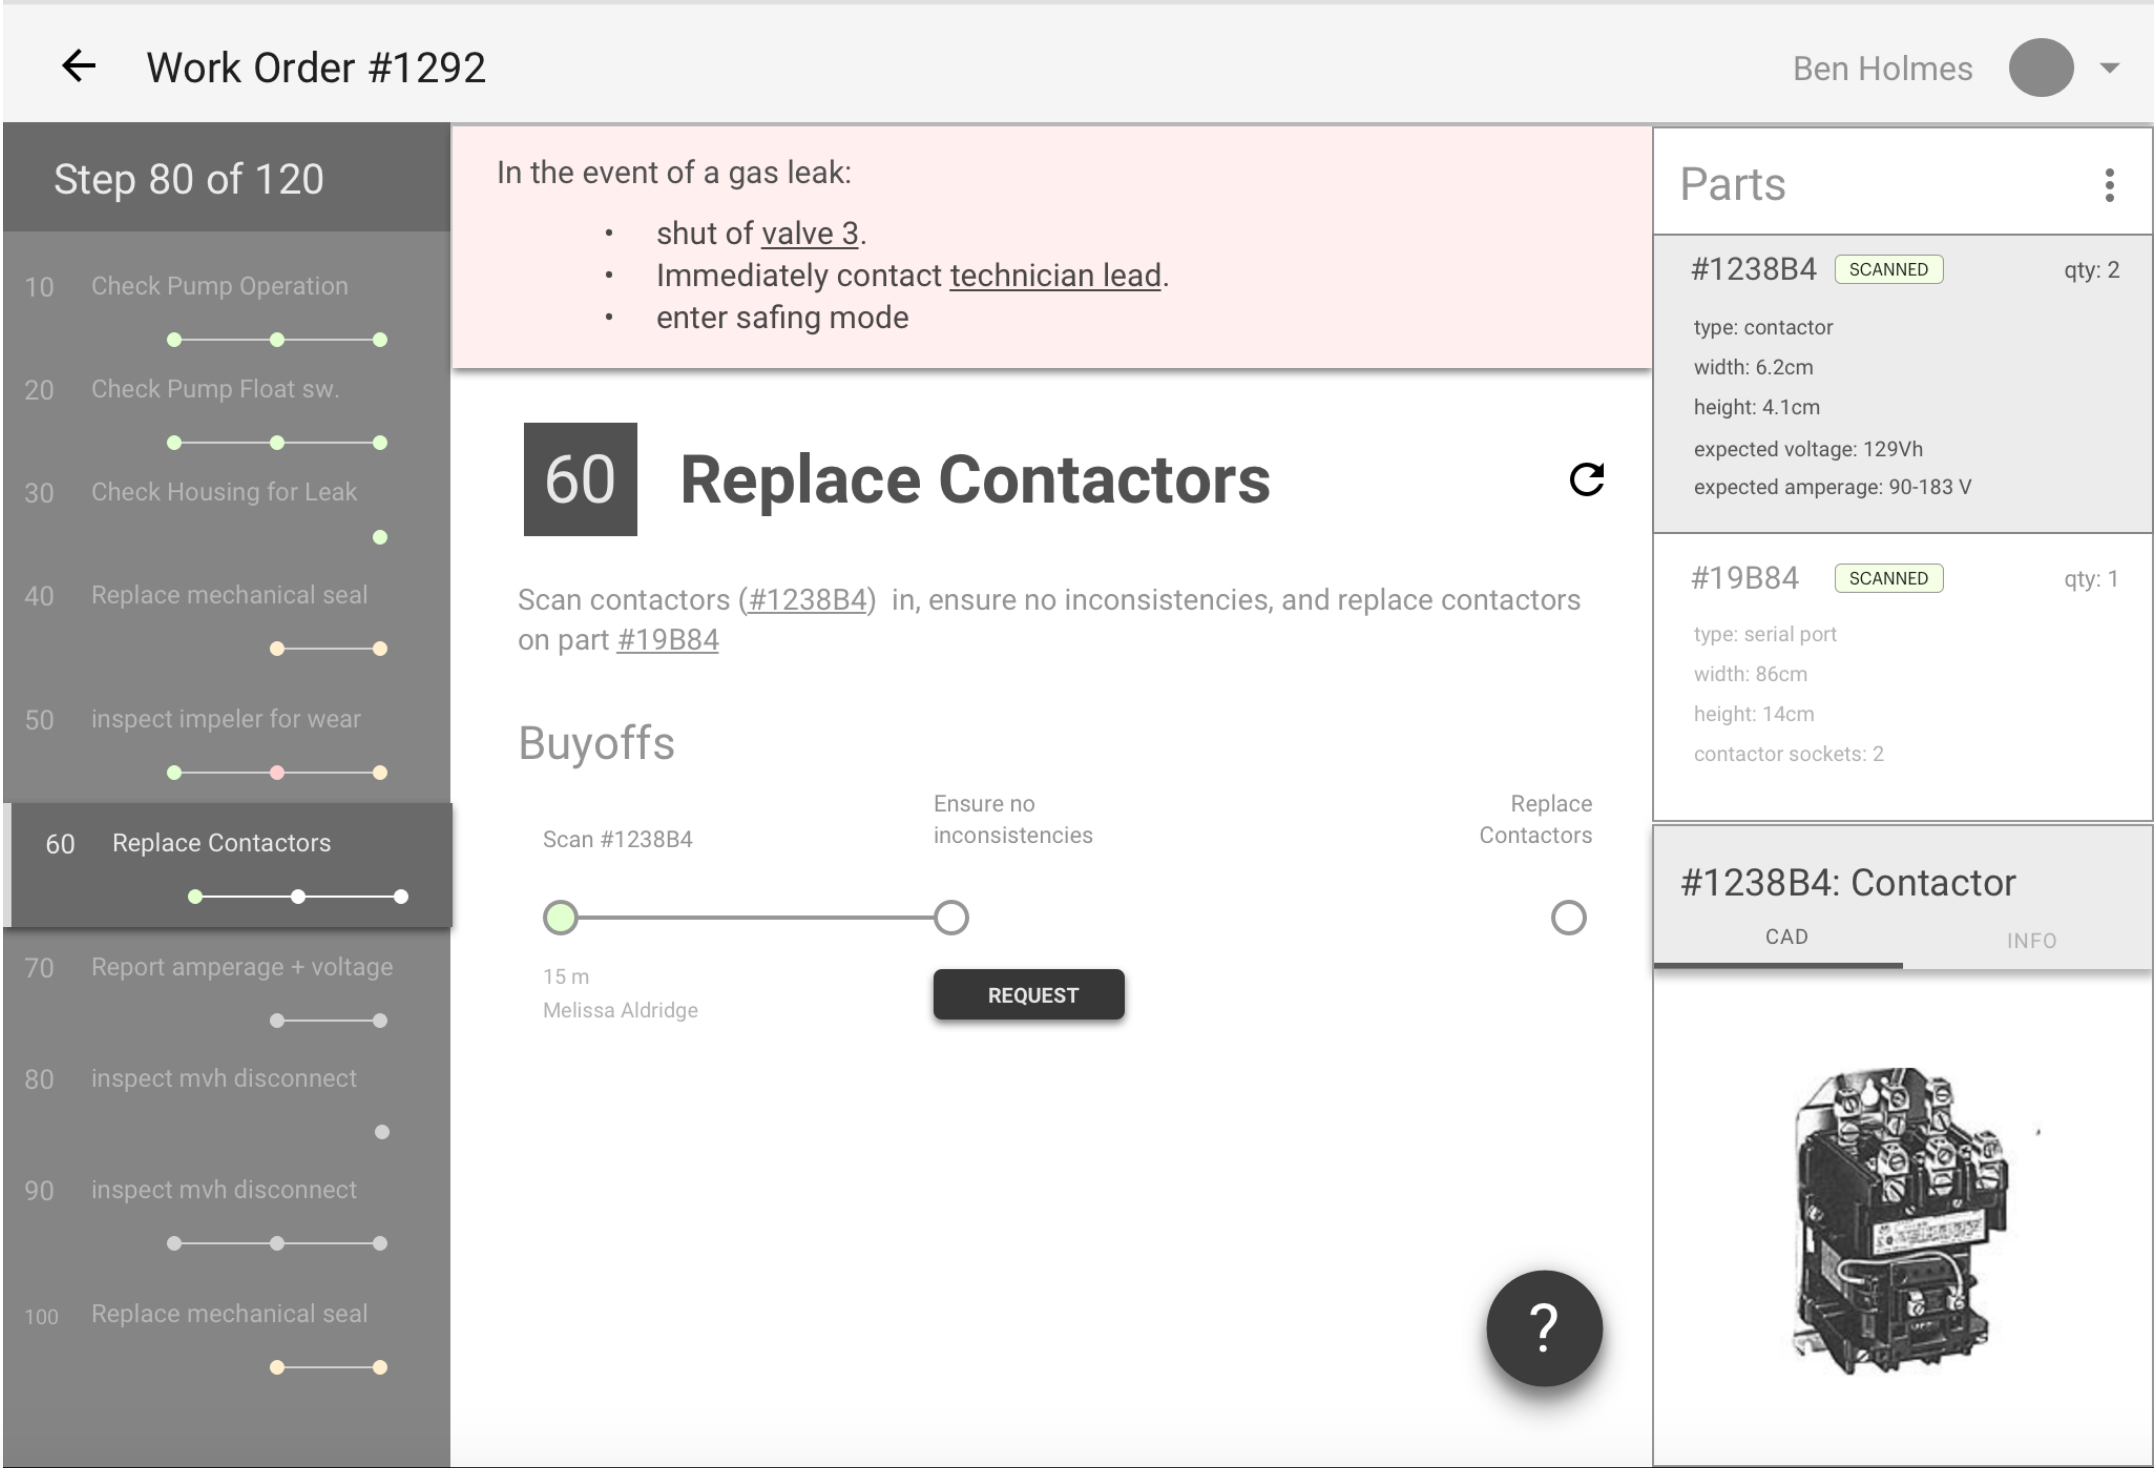 Work Order #1292
Ben Holmes
Step 80 of 120
10 Check Pump Operation
20 Check Pump Float sw.
30 Check Housing for Leak
40 Replace mechanical seal
50 inspect impeler for wear
60 Replace Contactors
70 Report amperage + voltage
80 inspect mvh disconnect
90 inspect mvh disconnect
100 Replace mechanical seal
In the event of a gas leak:
• shut of valve 3.
• Immediately contact technician lead.
• enter safing mode
60 Replace Contactors
Scan contactors (#1238B4) in, ensure no inconsistencies, and replace contactors
on part #19B84
Buyoffs
Scan #1238B4
15 m
Melissa Aldridge
Ensure no
inconsistencies
REQUEST
Replace
Contactors
?
Parts
#1238B4 SCANNED qty: 2
type: contactor
width: 6.2cm
height: 4.1cm
expected voltage: 129Vh
expected amperage: 90-183 V
#19B84 SCANNED qty: 1
type: serial port
width: 86cm
height: 14cm
contactor sockets: 2
#1238B4: Contactor
CAD INFO